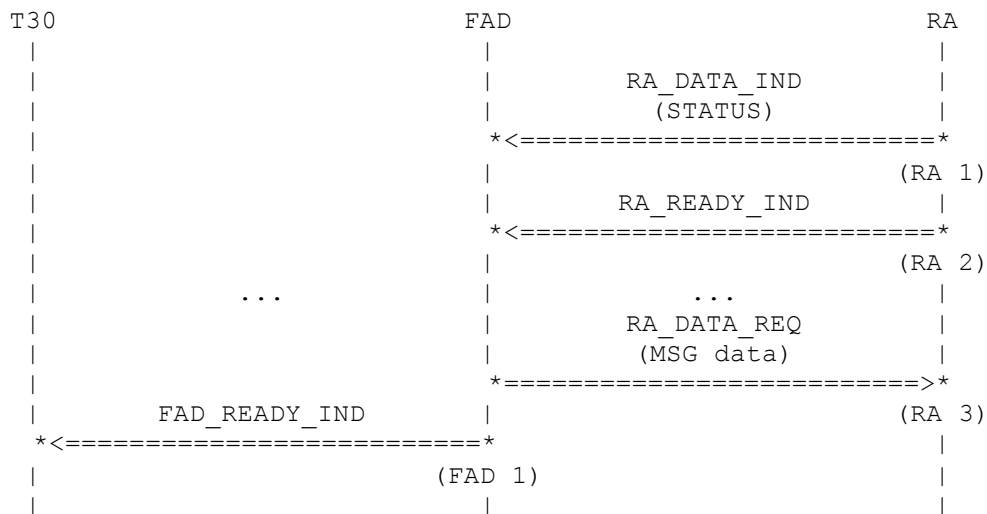 T30 FAD RA
| | |
| | RA_DATA_IND |
| | (STATUS) |
| *<==========================*
| | (RA 1)
| | RA_READY_IND |
| *<==========================*
| | (RA 2)
| ... | ... |
| | RA_DATA_REQ |
| | (MSG data) |
| *==========================>*
| FAD_READY_IND | (RA 3)
*<==========================* |
| (FAD 1) |
| | |